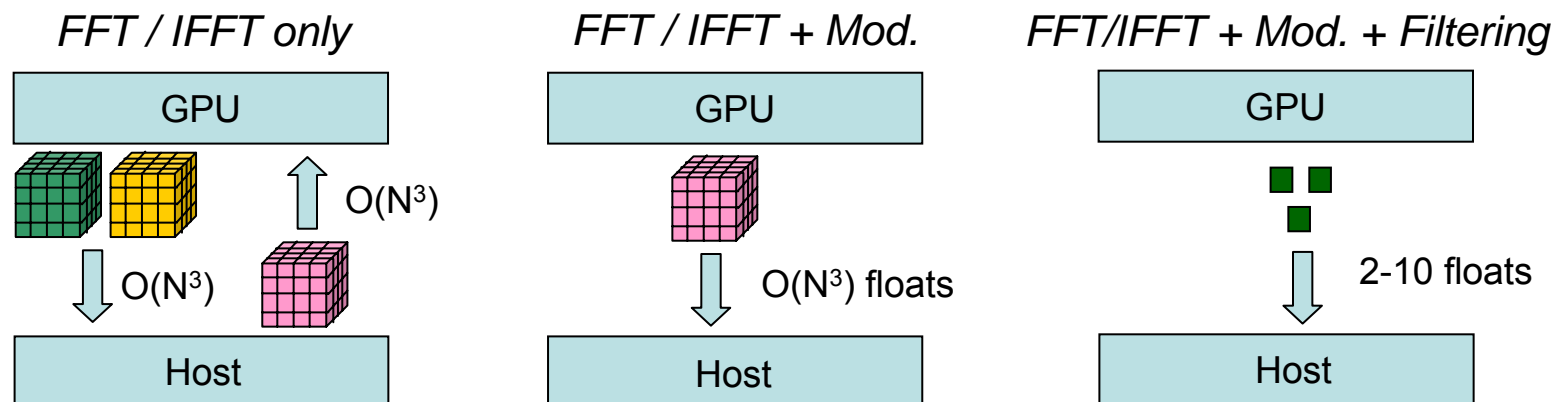 FFT / IFFT only
GPU
O(N³)
O(N³)
Host
FFT / IFFT + Mod.
GPU
O(N³) floats
Host
FFT/IFFT + Mod. + Filtering
GPU
2-10 floats
Host